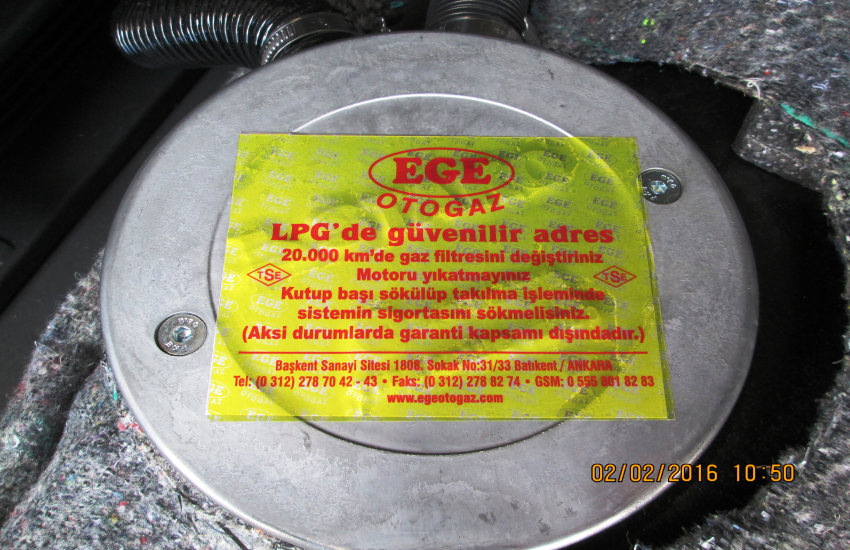 EGE
OTOGAZ
LPG'de güvenilir adres
20.000 km'de gaz filtresini değiştiriniz
TSE Motoru yıkatmayınız TSE
Kutup başı sökülüp takılma işleminde
sistemin sigortasını sökmelisiniz.
(Aksi durumlarda garanti kapsamı dışındadır.)
Başkent Sanayi Sitesi 1808. Sokak No:31/33 Batıkent / ANKARA
Tel: (0 312) 278 70 42 - 43 • Faks: (0 312) 278 82 74 • GSM: 0 555 601 82 83
www.egeotogaz.com
02/02/2016 10:50